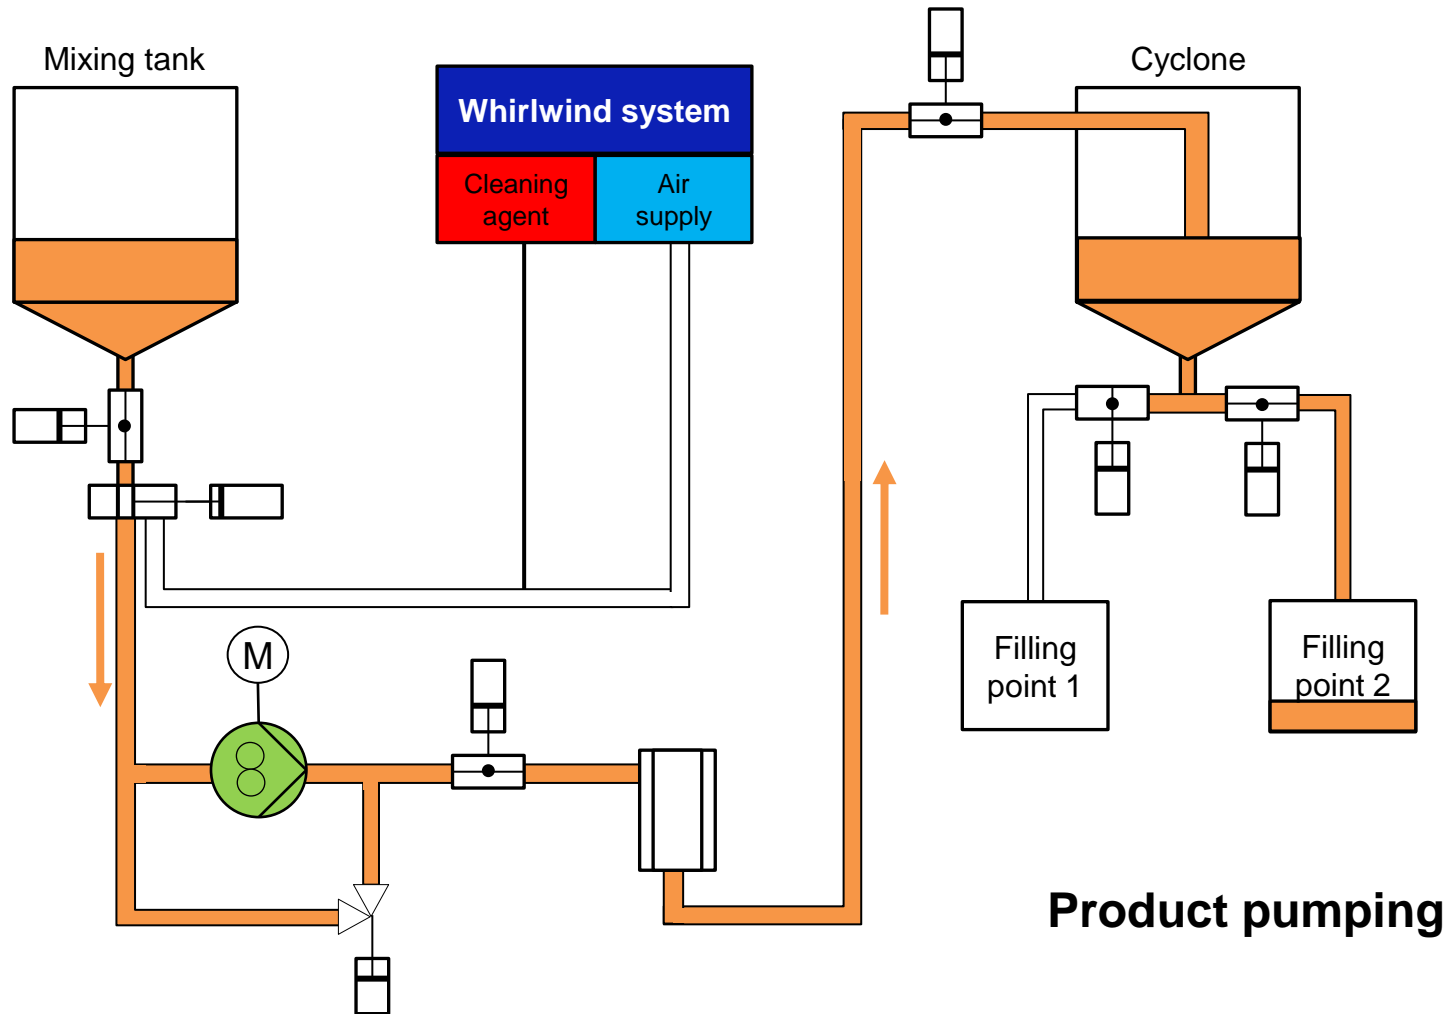 Mixing tank
Whirlwind system
Cleaning
agent
Air
supply
Cyclone
M
Filling
point 1
Filling
point 2
Product pumping